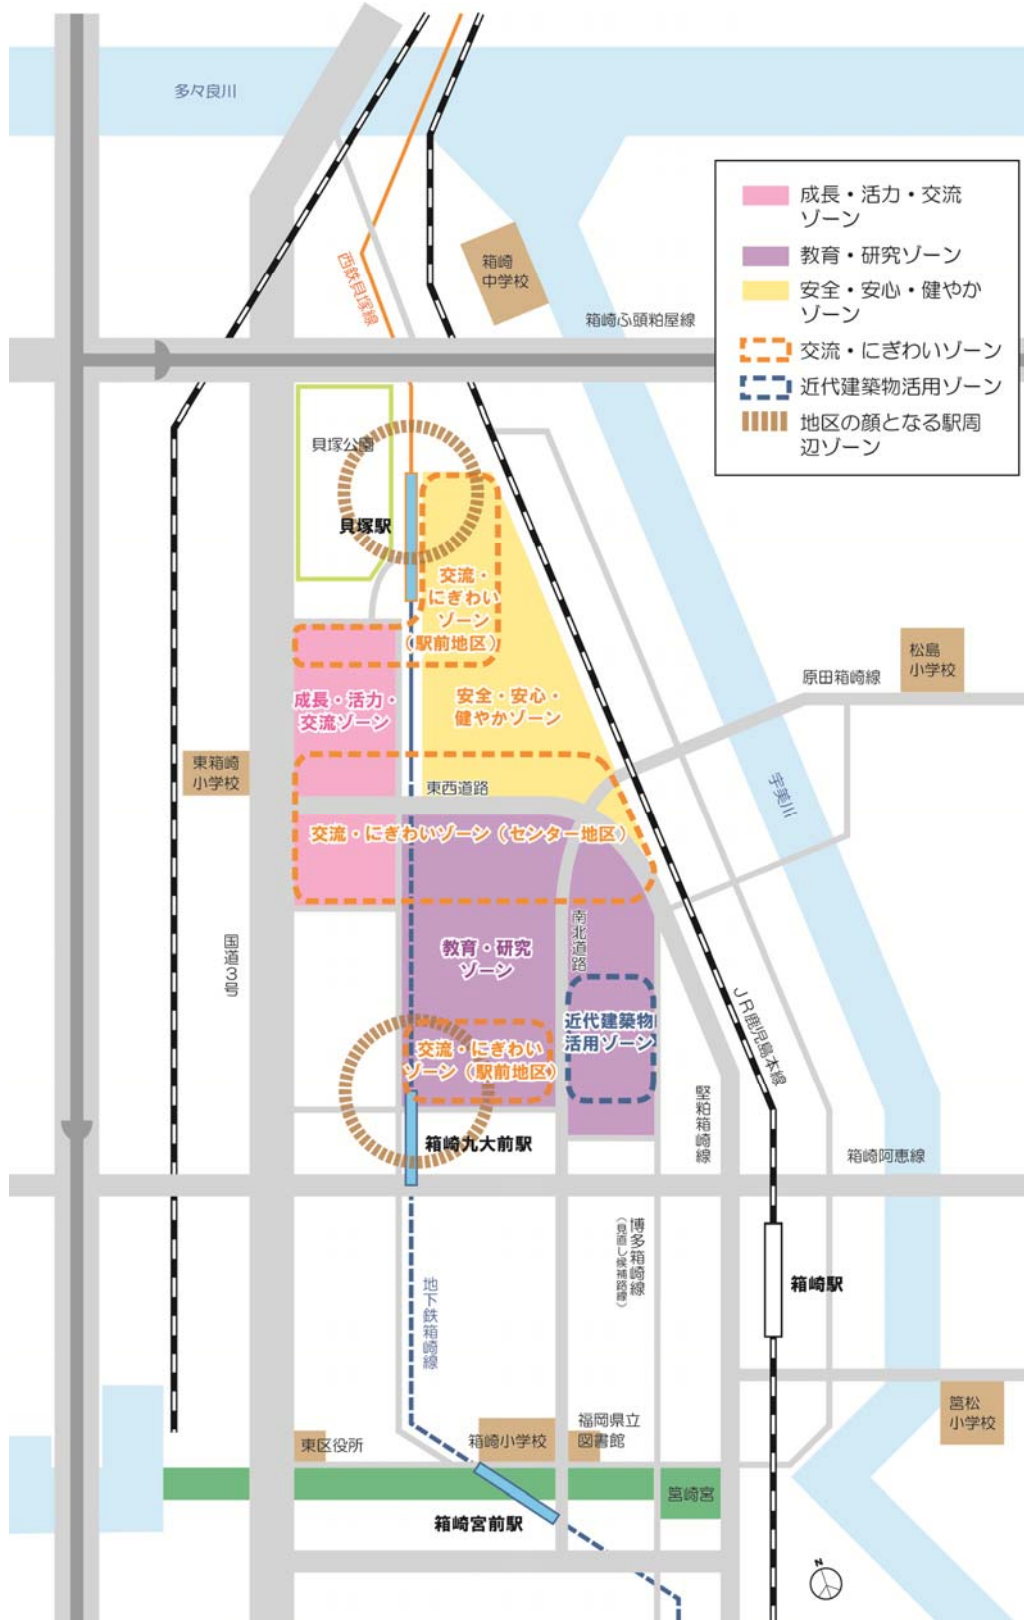 多々良川
成長・活力・交流
ゾーン
教育・研究ゾーン
安全・安心・健やか
ゾーン
交流・にぎわいゾーン
近代建築物活用ゾーン
地区の顔となる駅周
辺ゾーン
西鉄貝塚線
箱崎
中学校
箱崎ふ頭粕屋線
貝塚公園
貝塚駅
交流・
にぎわい
ゾーン
(駅前地区)
松島
小学校
原田箱崎線
成長・活力・
交流ゾーン
安全・安心・
健やかゾーン
東箱崎
小学校
東西道路
宇美川
交流・にぎわいゾーン(センター地区)
国道3号
教育・研究
ゾーン
南北道路
近代建築物
活用ゾーン
JR鹿児島本線
交流・にぎわい
ゾーン(駅前地区)
堅粕箱崎線
箱崎九大前駅
箱崎阿恵線
博多箱崎線
(見直し候補路線)
地下鉄箱崎線
箱崎駅
筥松
小学校
東区役所
箱崎小学校
福岡県立
図書館
筥崎宮
箱崎宮前駅
N